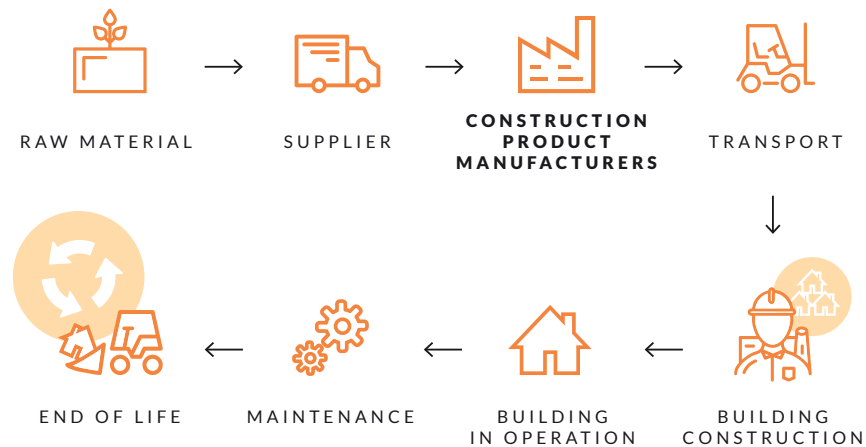 RAW MATERIAL
SUPPLIER
CONSTRUCTION
PRODUCT
MANUFACTURERS
TRANSPORT
END OF LIFE
MAINTENANCE
BUILDING
IN OPERATION
BUILDING
CONSTRUCTION